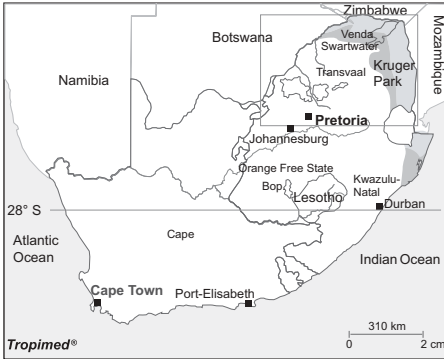 Zimbabwe
Botswana
Venda
Swartwater
Mozambique
Namibia
Transvaal
Kruger
Park
Pretoria
Johannesburg
Orange Free State
Bop.
Lesotho
Kwazulu-
Natal
28° S
Durban
Cape
Atlantic
Ocean
Indian Ocean
Cape Town
Port-Elisabeth
310 km
0 2 cm
Tropimed®